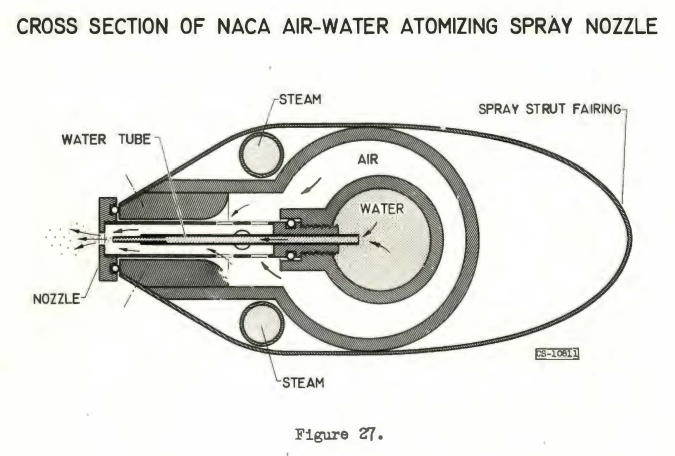 CROSS SECTION OF NACA AIR-WATER ATOMIZING SPRAY NOZZLE
STEAM
SPRAY STRUT FAIRING
WATER TUBE
AIR
WATER
NOZZLE
CS-10811
STEAM
Figure 27.